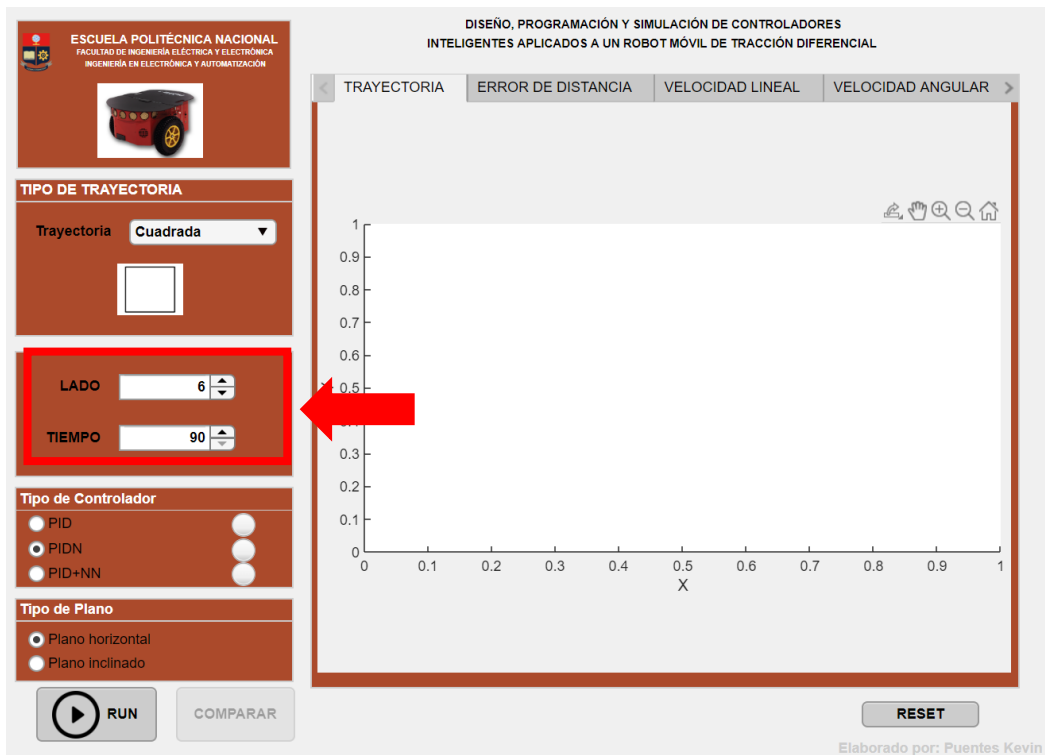 ESCUELA POLITÉCNICA NACIONAL
FACULTAD DE INGENIERÍA ELÉCTRICA Y ELECTRÓNICA
INGENIERÍA EN ELECTRÓNICA Y AUTOMATIZACIÓN
DISEÑO, PROGRAMACIÓN Y SIMULACIÓN DE CONTROLADORES
INTELIGENTES APLICADOS A UN ROBOT MÓVIL DE TRACCIÓN DIFERENCIAL
TIPO DE TRAYECTORIA
Trayectoria Cuadrada
LADO 6
TIEMPO 90
Tipo de Controlador
PID
PIDN
PID+NN
Tipo de Plano
Plano horizontal
Plano inclinado
RUN COMPARAR
TRAYECTORIA ERROR DE DISTANCIA VELOCIDAD LINEAL VELOCIDAD ANGULAR
1
0.9
0.8
0.7
0.6
0.5
0.3
0.2
0.1
0
0 0.1 0.2 0.3 0.4 0.5 0.6 0.7 0.8 0.9 1
X
RESET
Elaborado por: Puentes Kevin